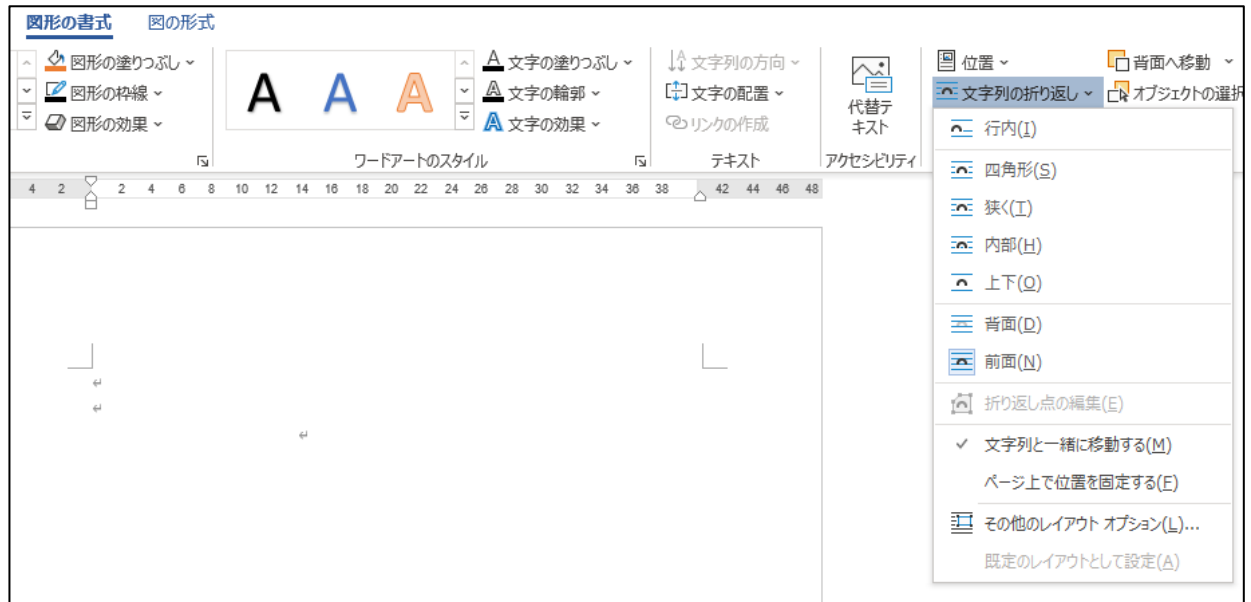 図形の書式 図の形式
図形の塗りつぶし
図形の枠線
図形の効果
A A A
A 文字の塗りつぶし
A 文字の輪郭
A 文字の効果
ワードアートのスタイル
文字列の方向
文字の配置
リンクの作成
テキスト
代替テ
キスト
アクセシビリティ
位置
背面へ移動
文字列の折り返し
オブジェクトの選択
行内(I)
四角形(S)
狭く(T)
内部(H)
上下(O)
背面(D)
前面(N)
折り返し点の編集(E)
✓ 文字列と一緒に移動する(M)
ページ上で位置を固定する(F)
その他のレイアウト オプション(L)...
既定のレイアウトとして設定(A)
4 2 2 4 6 8 10 12 14 16 18 20 22 24 26 28 30 32 34 36 38 42 44 46 48